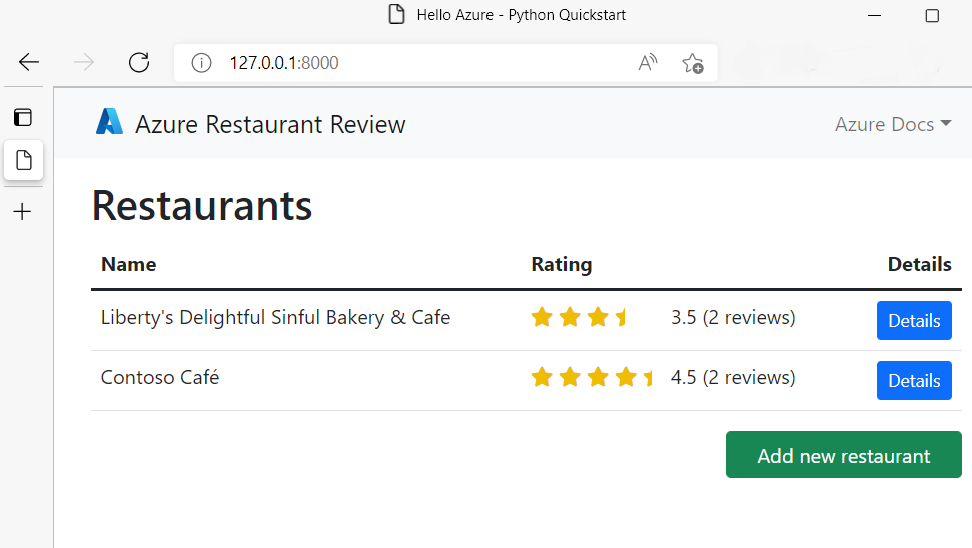 Hello Azure - Python Quickstart
127.0.0.1:8000
Azure Restaurant Review Azure Docs
Restaurants
Name Rating Details
Liberty's Delightful Sinful Bakery & Cafe 3.5 (2 reviews) Details
Contoso Café 4.5 (2 reviews) Details
Add new restaurant